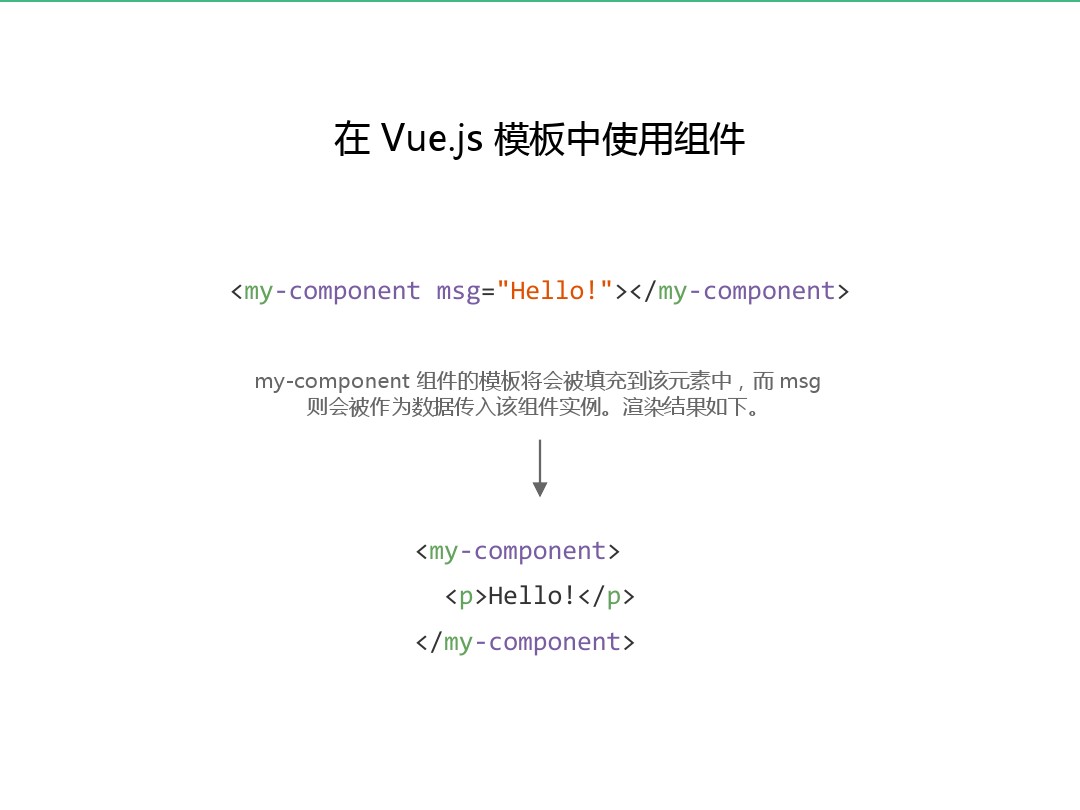 在 Vue.js 模板中使用组件
<my-component msg="Hello!"></my-component>
my-component 组件的模板将会被填充到该元素中，而 msg
则会被作为数据传入该组件实例。渲染结果如下。
<my-component>
<p>Hello!</p>
</my-component>